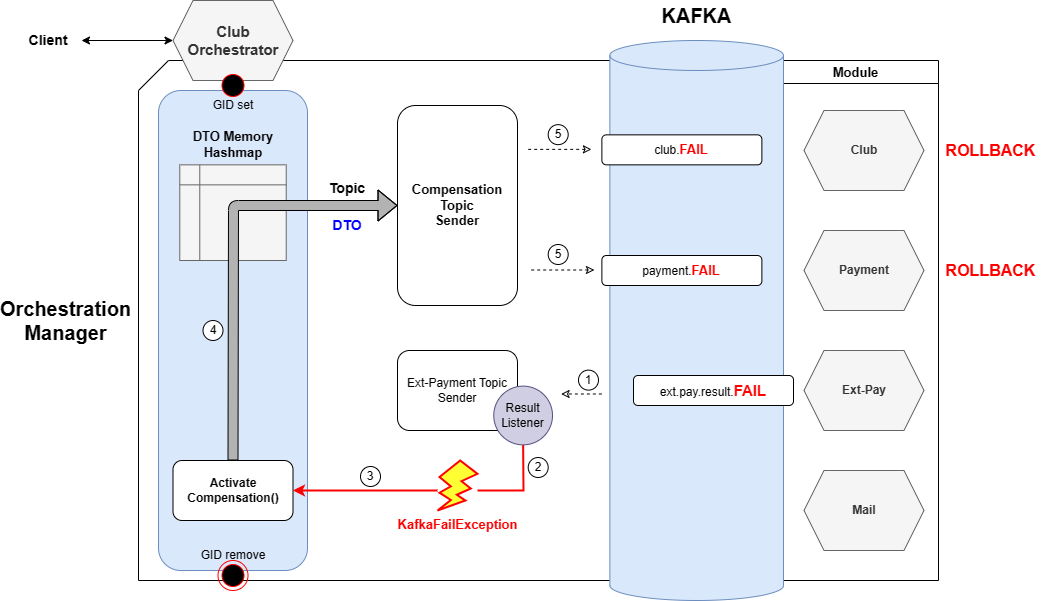 KAFKA
Client
Club
Orchestrator
Module
GID set
DTO Memory
Hashmap
5
club.FAIL
Club
ROLLBACK
Topic
DTO
Compensation
Topic
Sender
5
payment.FAIL
Payment
ROLLBACK
Orchestration
Manager
4
Ext-Payment Topic
Sender
1
ext.pay.result.FAIL
Ext-Pay
Result
Listener
2
3
Activate
Compensation()
KafkaFailException
Mail
GID remove